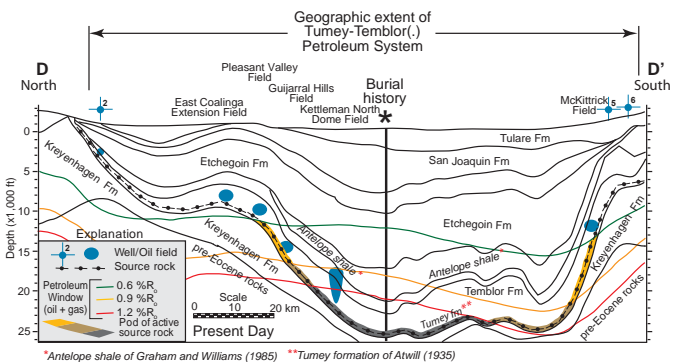 Geographic extent of
Tumey-Temblor(.)
Petroleum System
D
North
D'
South
Pleasant Valley
Field
Guijarral Hills
Field
East Coalinga
Extension Field
Kettleman North
Dome Field
Burial
history
*
McKittrick
Field
2
5
6
Depth (x1,000 ft)
0
5
10
15
20
25
Tulare Fm
San Joaquin Fm
Etchegoin Fm
Etchegoin Fm
Kreyenhagen Fm
Kreyenhagen Fm
Kreyenhagen Fm
Antelope shale*
Antelope shale*
Temblor Fm
Tumey fm**
pre-Eocene rocks
pre-Eocene rocks
Explanation
2
Well/Oil field
Source rock
Petroleum
Window
(oil + gas)
0.6 %Ro
0.9 %Ro
1.2 %Ro
Pod of active
source rock
Scale
0 10 20 km
Present Day
*Antelope shale of Graham and Williams (1985) **Tumey formation of Atwill (1935)